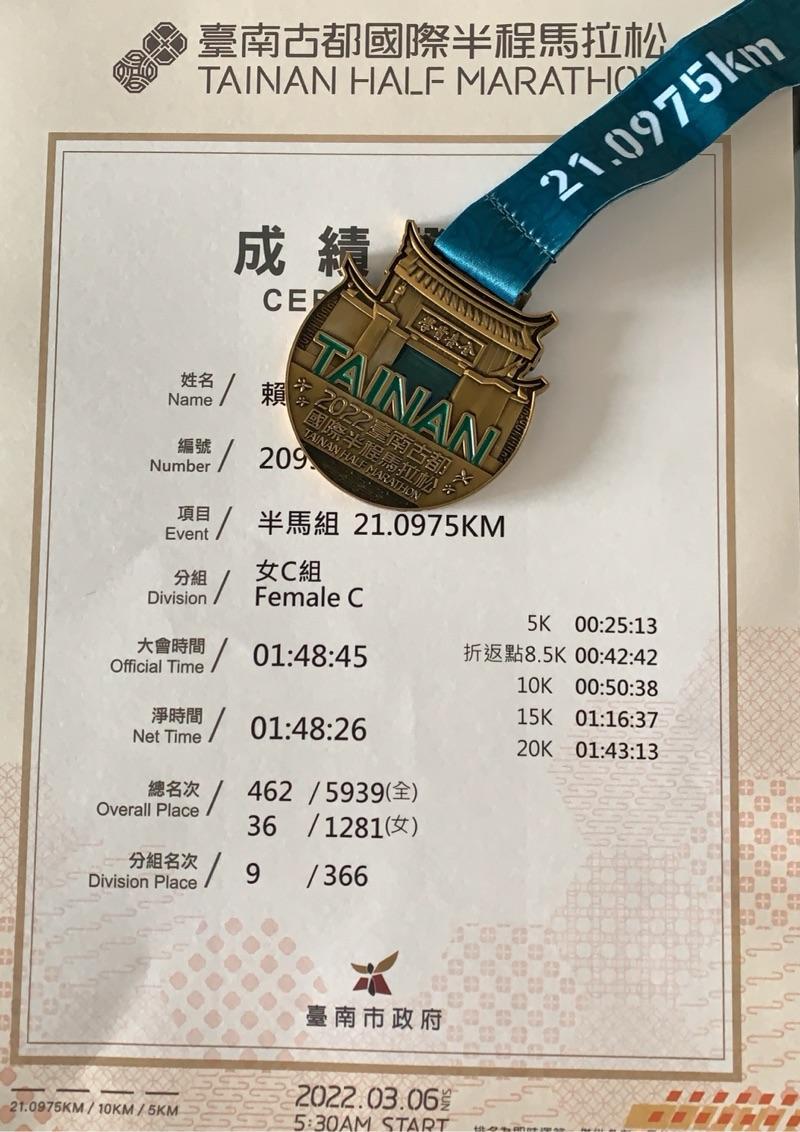 臺南古都國際半程馬拉松
TAINAN HALF MARATHO
21.0975km
成績
CER
TAINAN
2022臺南古都
國際半程馬拉松
TAINAN HALF MARATHON
姓名 / 賴
Name
編號 / 209
Number
項目 / 半馬組 21.0975KM
Event
分組 / 女C組
Division Female C
大會時間 / 01:48:45
Official Time
淨時間 / 01:48:26
Net Time
5K 00:25:13
折返點8.5K 00:42:42
10K 00:50:38
15K 01:16:37
20K 01:43:13
總名次 / 462 /5939(全)
Overall Place 36 /1281(女)
分組名次 / 9 /366
Division Place
臺南市政府
21.0975KM / 10KM / 5KM
2022.03.06 SUN
5:30AM START